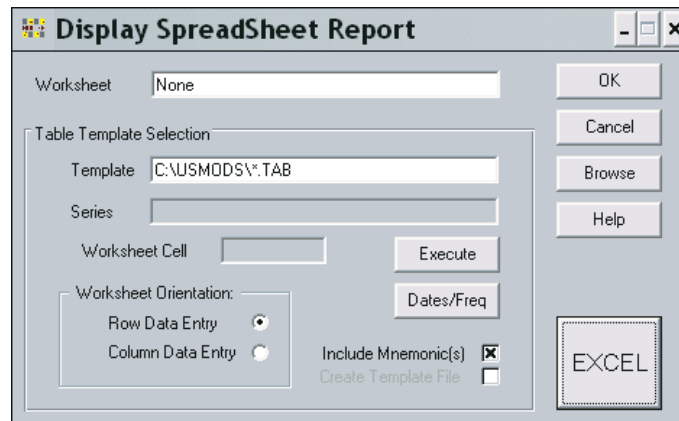 Display SpreadSheet Report
Worksheet None
OK
Table Template Selection
Cancel
Template C:\USMODS\*.TAB
Browse
Series
Help
Worksheet Cell
Execute
Worksheet Orientation:
Dates/Freq
Row Data Entry
Column Data Entry
Include Mnemonic(s)
Create Template File
EXCEL